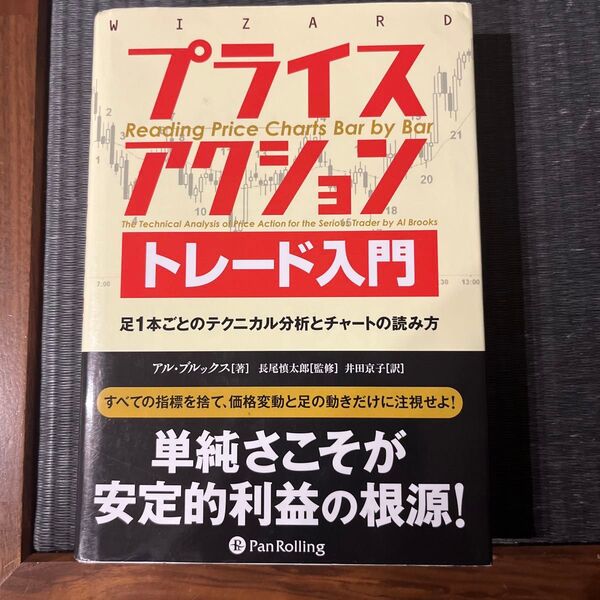 WIZARD
プライス
Reading Price Charts Bar by Bar
アクション
The Technical Analysis of Price Action for the Serious Trader by Al Brooks
トレード入門
足1本ごとのテクニカル分析とチャートの読み方
アル・ブルックス[著] 長尾慎太郎[監修] 井田京子[訳]
すべての指標を捨て、価格変動と足の動きだけに注視せよ!
単純さこそが
安定的利益の根源!
PanRolling